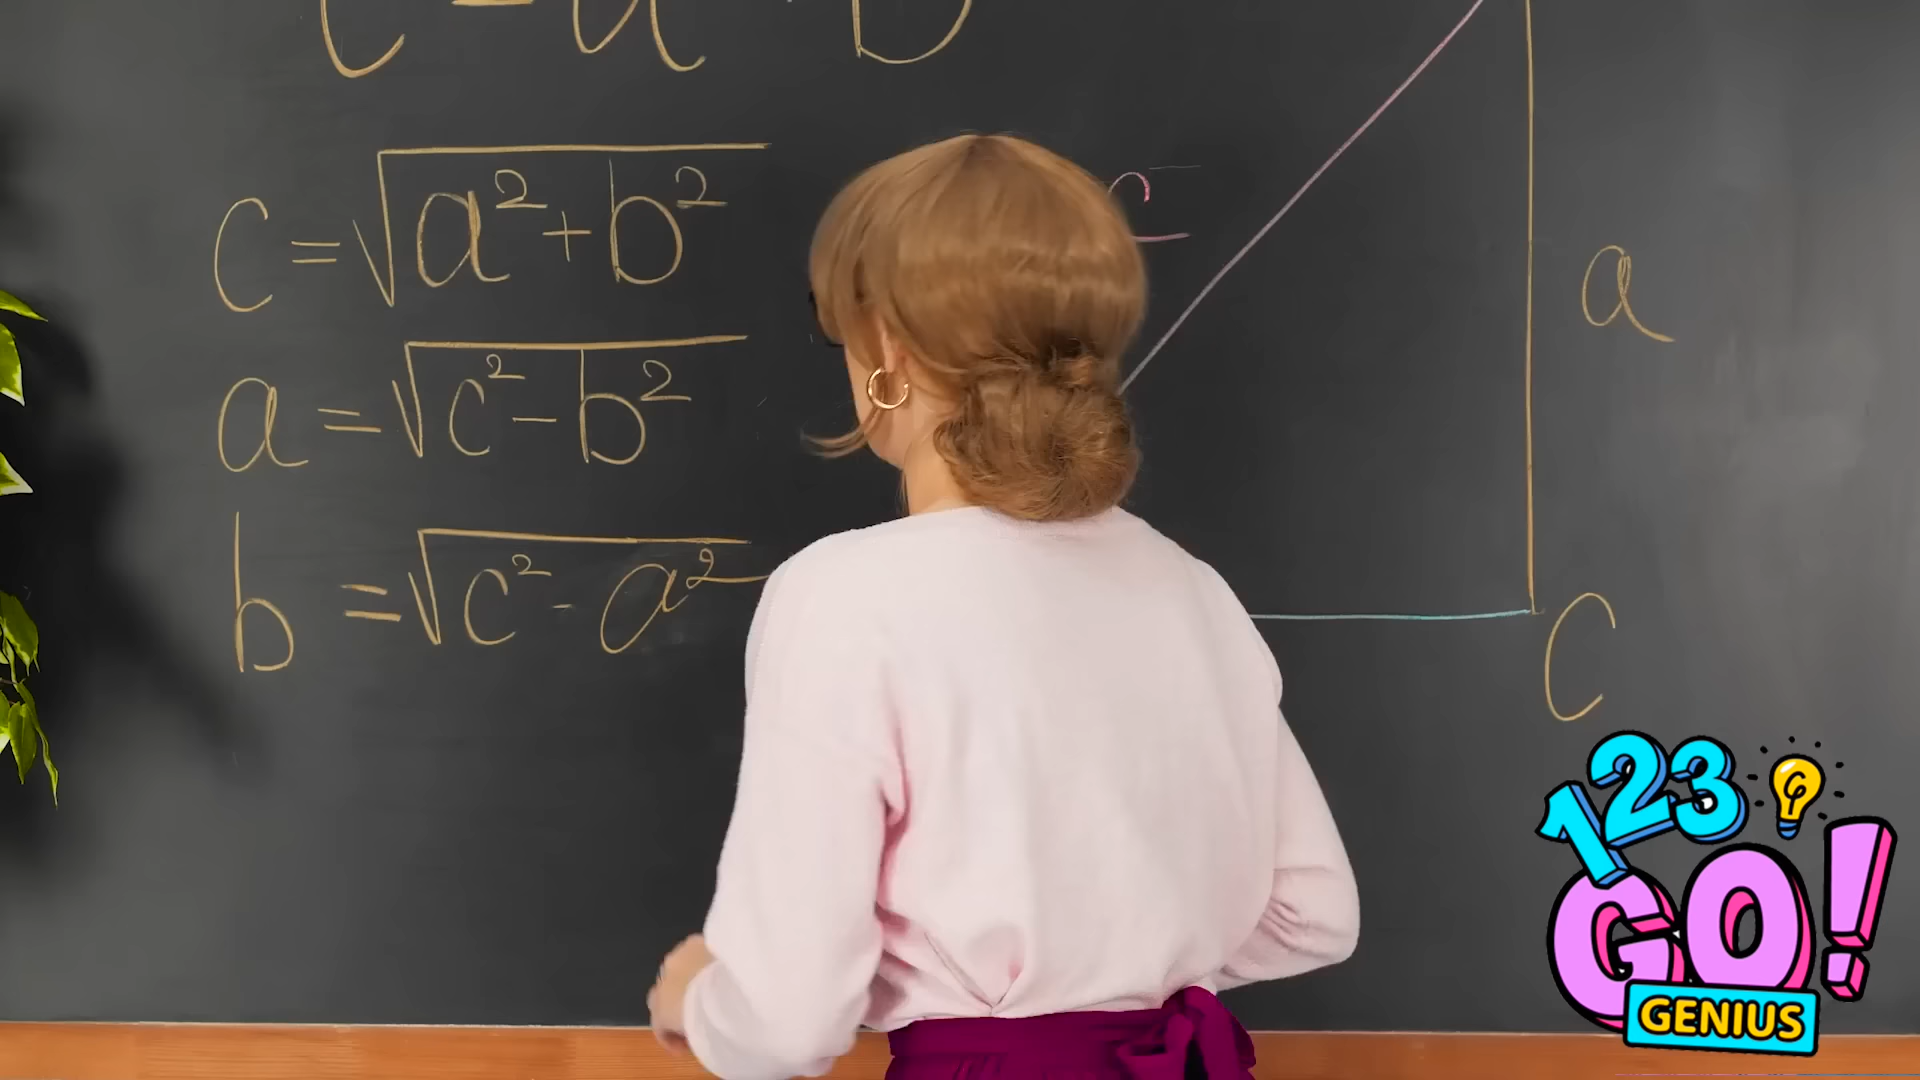 c = √a²+b²
a = √c²-b²
b = √c²-a²
c
a
C
123
GO!
GENIUS